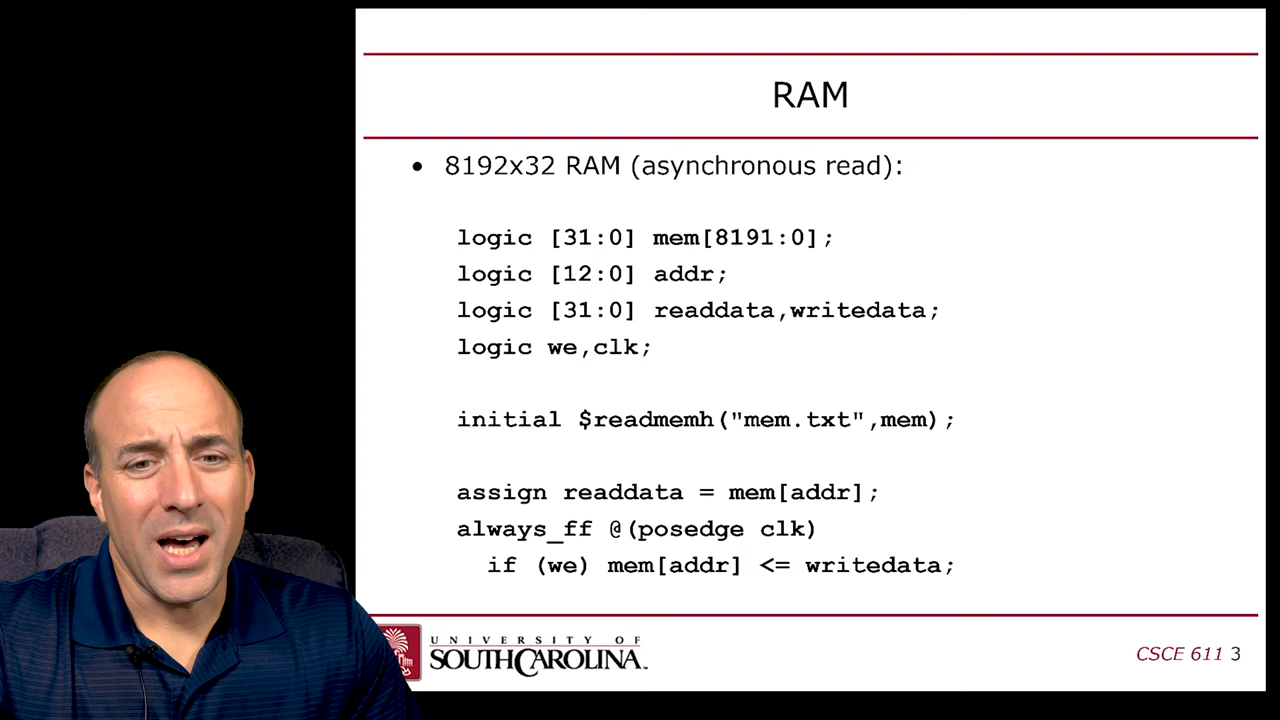 RAM
• 8192x32 RAM (asynchronous read):
logic [31:0] mem[8191:0];
logic [12:0] addr;
logic [31:0] readdata,writedata;
logic we,clk;
initial $readmemh("mem.txt",mem);
assign readdata = mem[addr];
always_ff @(posedge clk)
if (we) mem[addr] <= writedata;
UNIVERSITY OF
SOUTH CAROLINA
CSCE 611 3